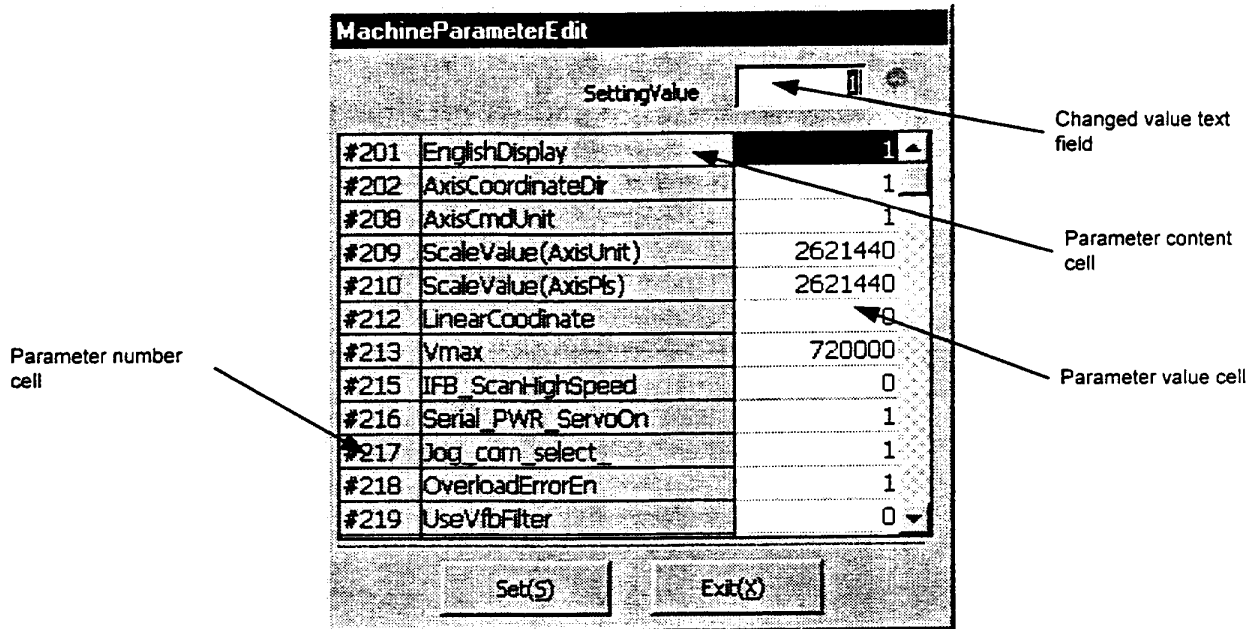 MachineParameterEdit
SettingValue 1
Changed value text
field
#201 EnglishDisplay 1
#202 AxisCoordinateDir 1
#208 AxisCmdUnit 1
#209 ScaleValue(AxisUnit) 2621440
#210 ScaleValue(AxisPls) 2621440
#212 LinearCoodinate 0
#213 Vmax 720000
#215 IFB_ScanHighSpeed 0
#216 Serial_PWR_ServoOn 1
#217 Jog_com_select_ 1
#218 OverloadErrorEn 1
#219 UseVfbFilter 0
Parameter content
cell
Parameter value cell
Parameter number
cell
Set(S) Exit(X)